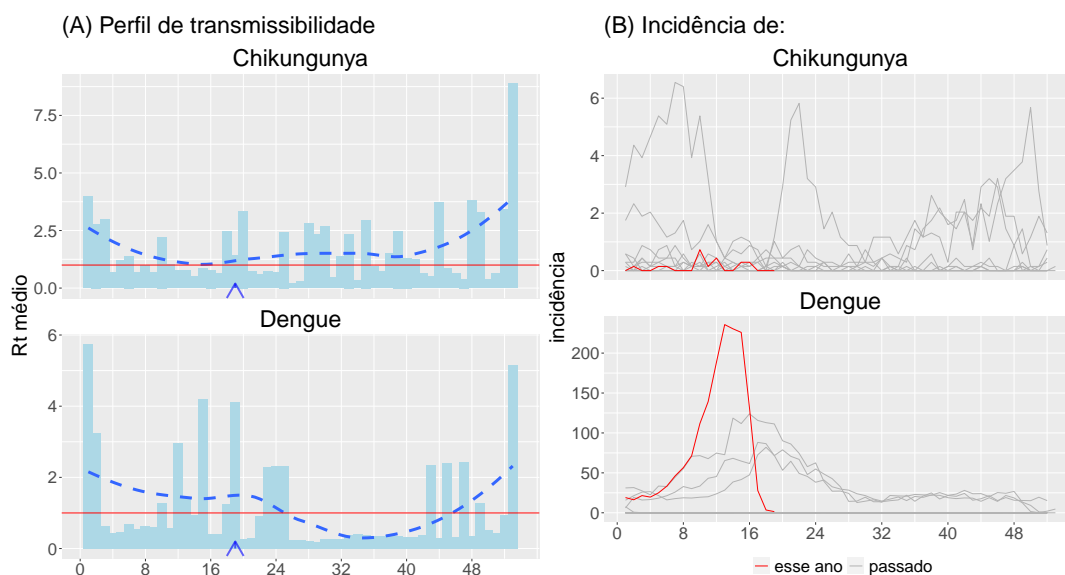 (A) Perfil de transmissibilidade
Chikungunya
7.5
5.0
2.5
0.0
Dengue
6
4
2
0
0 8 16 24 32 40 48
Rt médio
(B) Incidência de:
Chikungunya
6
4
2
0
Dengue
200
150
100
50
0
0 8 16 24 32 40 48
incidência
esse ano passado